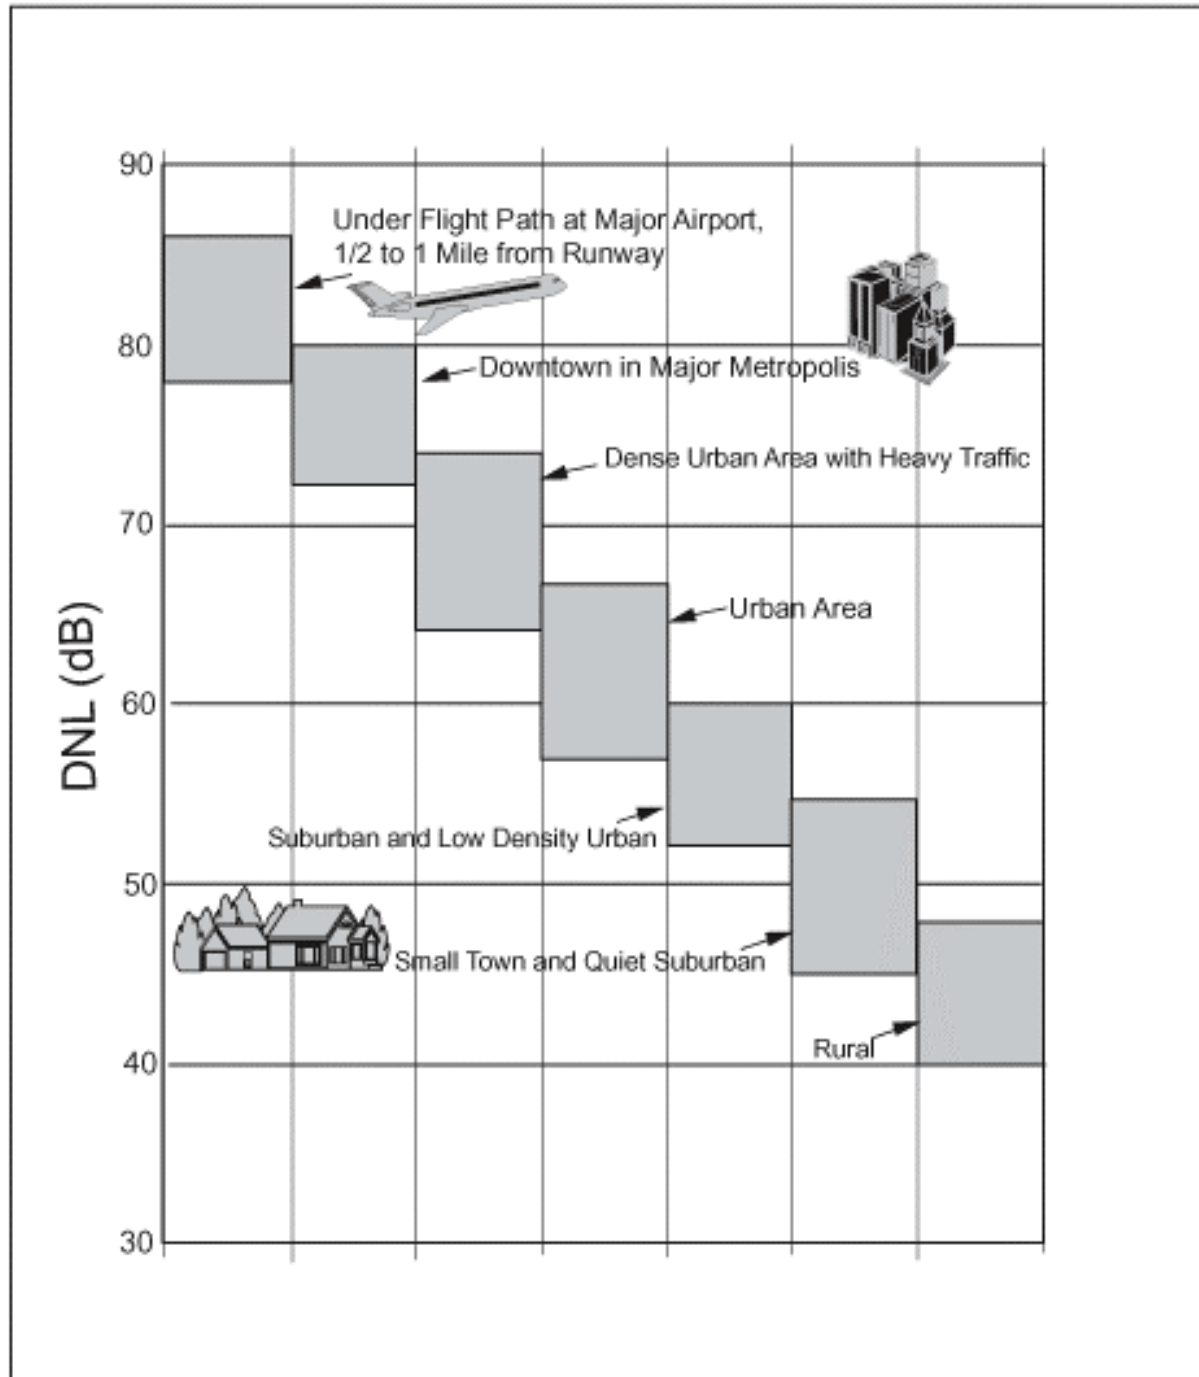 90
Under Flight Path at Major Airport,
1/2 to 1 Mile from Runway
80
Downtown in Major Metropolis
Dense Urban Area with Heavy Traffic
70
Urban Area
DNL (dB)
60
Suburban and Low Density Urban
50
Small Town and Quiet Suburban
Rural
40
30